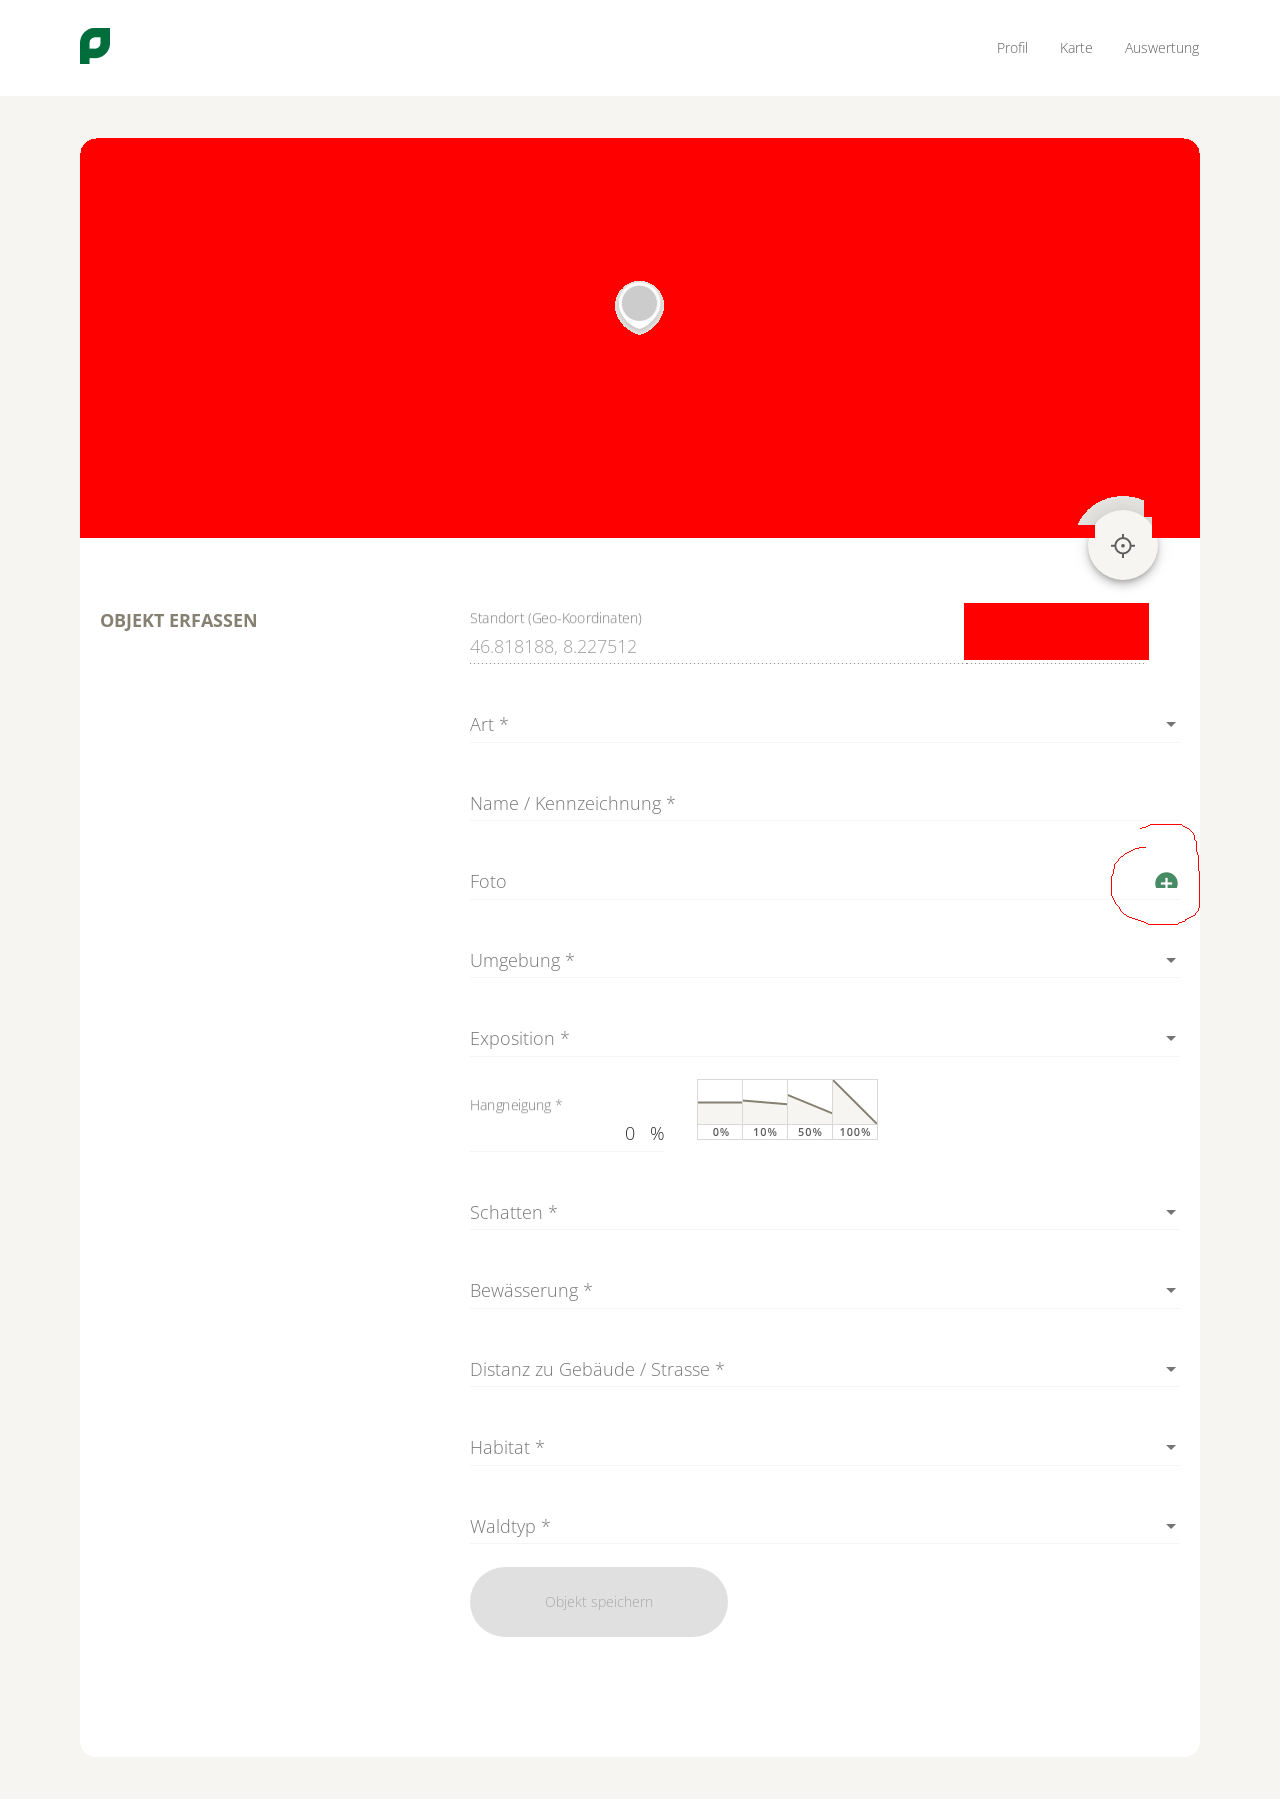 Profil Karte Auswertung
OBJEKT ERFASSEN
Standort (Geo-Koordinaten)
46.818188, 8.227512
Art *
Name / Kennzeichnung *
Foto
Umgebung *
Exposition *
Hangneigung *
0 %
0% 10% 50% 100%
Schatten *
Bewässerung *
Distanz zu Gebäude / Strasse *
Habitat *
Waldtyp *
Objekt speichern